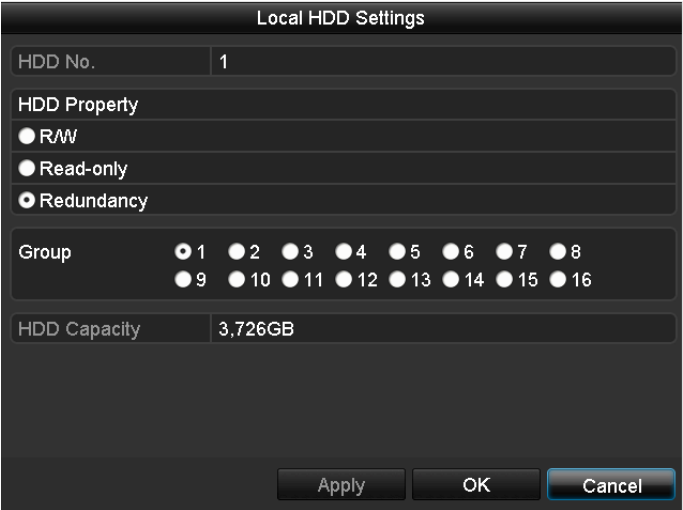 Local HDD Settings
HDD No. 1
HDD Property
R/W
Read-only
Redundancy
Group 1 2 3 4 5 6 7 8
9 10 11 12 13 14 15 16
HDD Capacity 3,726GB
Apply OK Cancel